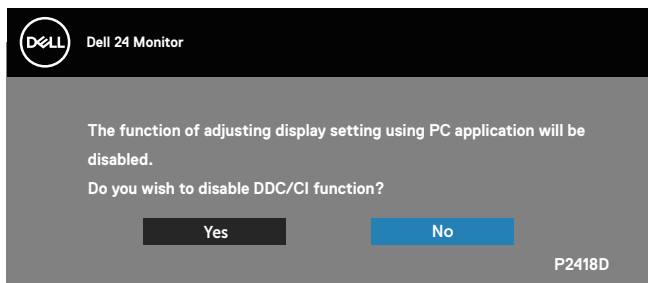 DELL
Dell 24 Monitor
The function of adjusting display setting using PC application will be
disabled.
Do you wish to disable DDC/CI function?
Yes No
P2418D